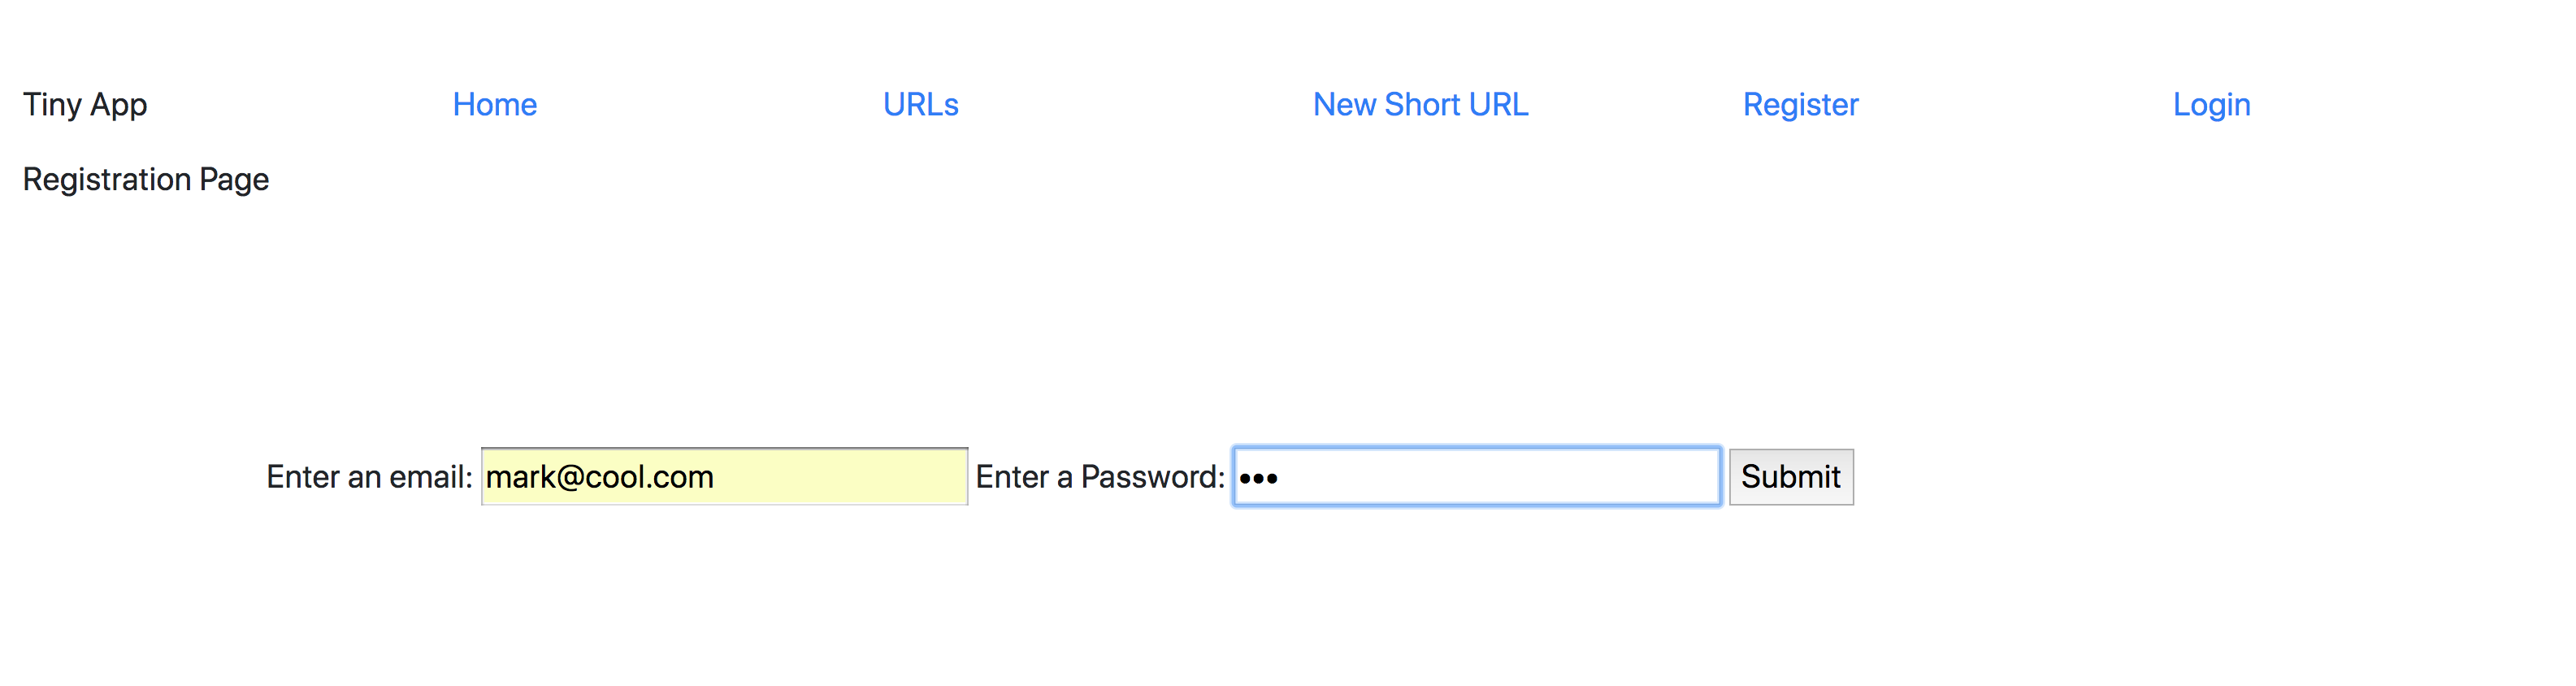 Tiny App Home URLs New Short URL Register Login
Registration Page
Enter an email: mark@cool.com Enter a Password: ••• Submit